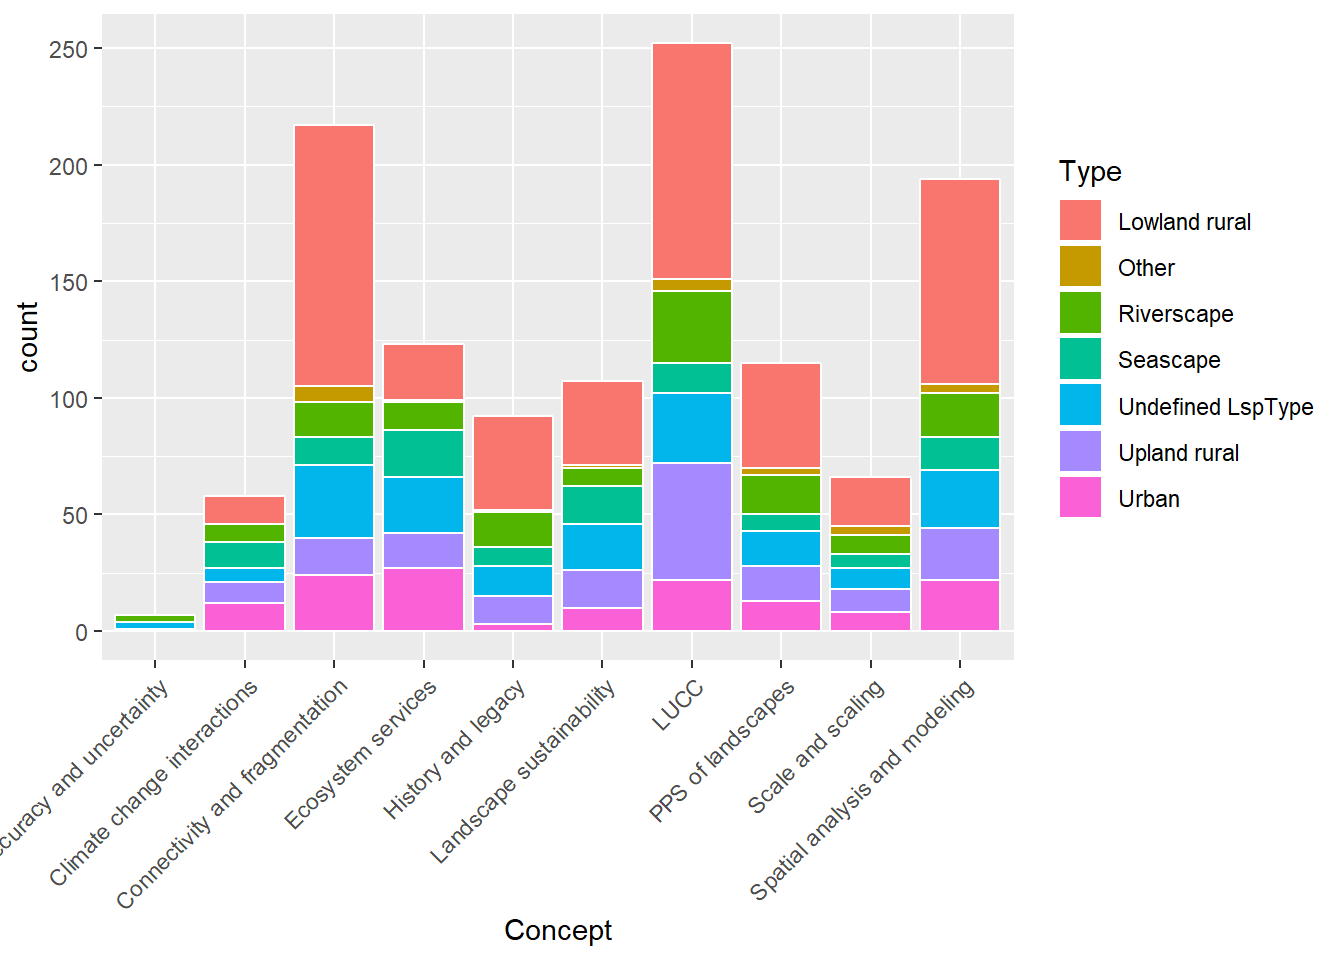 250
200
150
100
50
0
count
ccuracy and uncertainty
Climate change interactions
Connectivity and fragmentation
Ecosystem services
History and legacy
Landscape sustainability
LUCC
PPS of landscapes
Scale and scaling
Spatial analysis and modeling
Concept
Type
Lowland rural
Other
Riverscape
Seascape
Undefined LspType
Upland rural
Urban